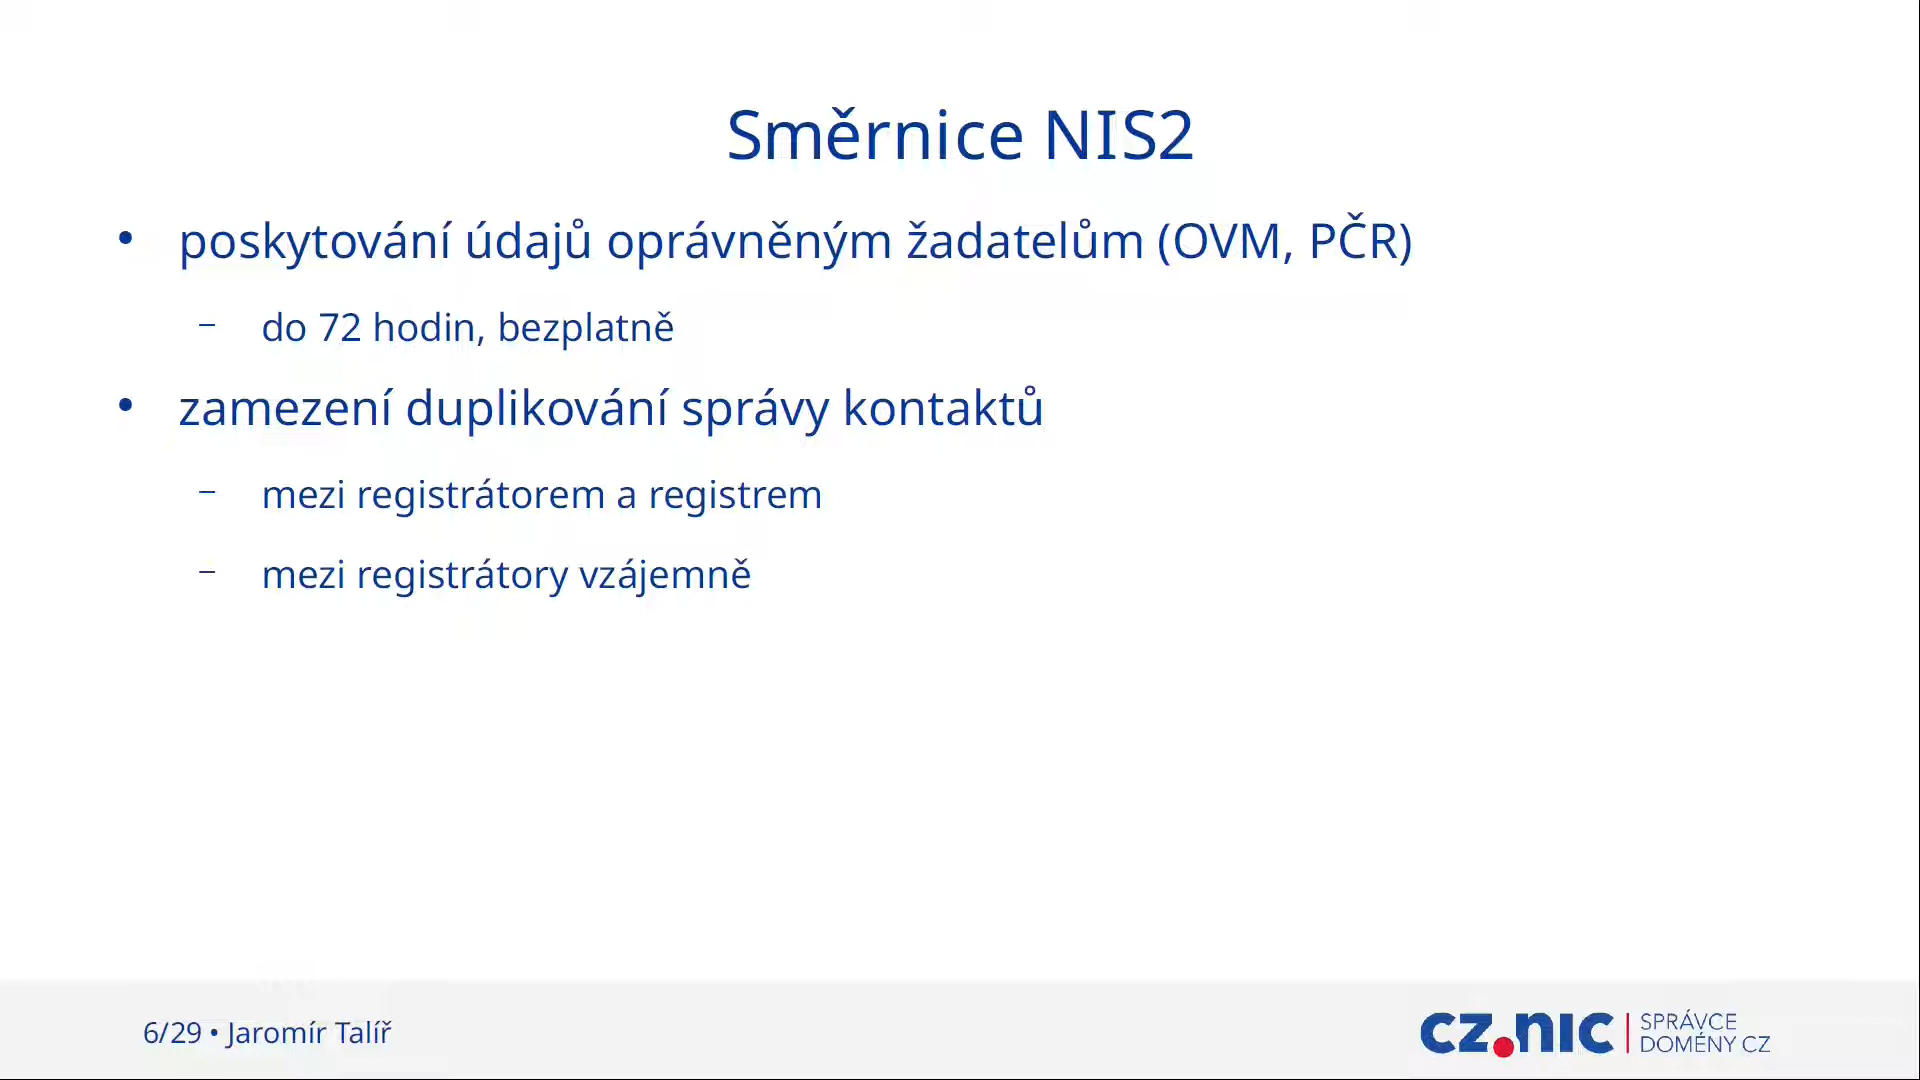 Směrnice NIS2
• poskytování údajů oprávněným žadatelům (OVM, PČR)
– do 72 hodin, bezplatně
• zamezení duplikování správy kontaktů
– mezi registrátorem a registrem
– mezi registrátory vzájemně
6/29 • Jaromír Talíř
cz.nic
SPRÁVCE
DOMÉNY CZ